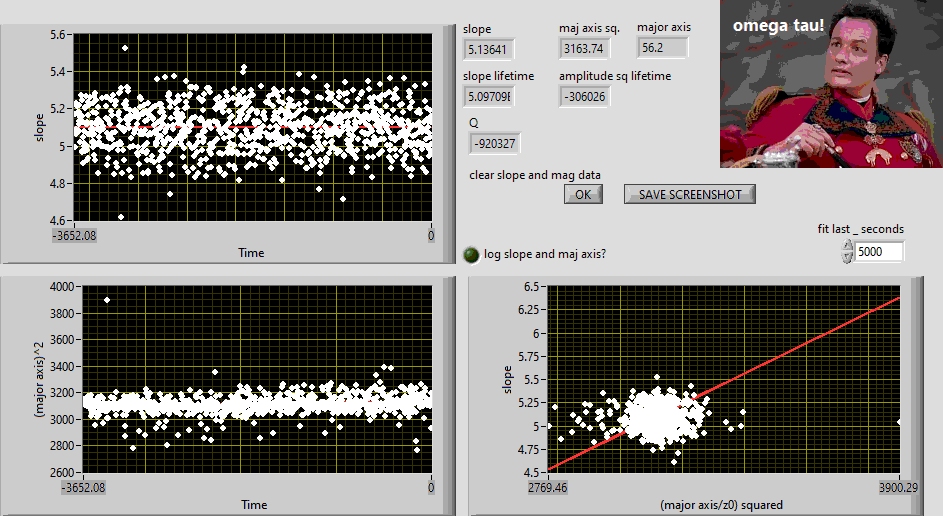 omega tau!
slope
maj axis sq.
major axis
5.13641
3163.74
56.2
slope lifetime
amplitude sq lifetime
-306026
Q
-920327
clear slope and mag data
OK
SAVE SCREENSHOT
fit last _ seconds
5000
log slope and maj axis?
slope
5.6
5.4
5.2
5
4.8
4.6
-3652.08
0
Time
(major axis)^2
4000
3800
3600
3400
3200
3000
2800
2600
-3652.08
0
Time
slope
6.5
6.25
6
5.75
5.5
5.25
5
4.75
4.5
2769.46
3900.29
(major axis/z0) squared